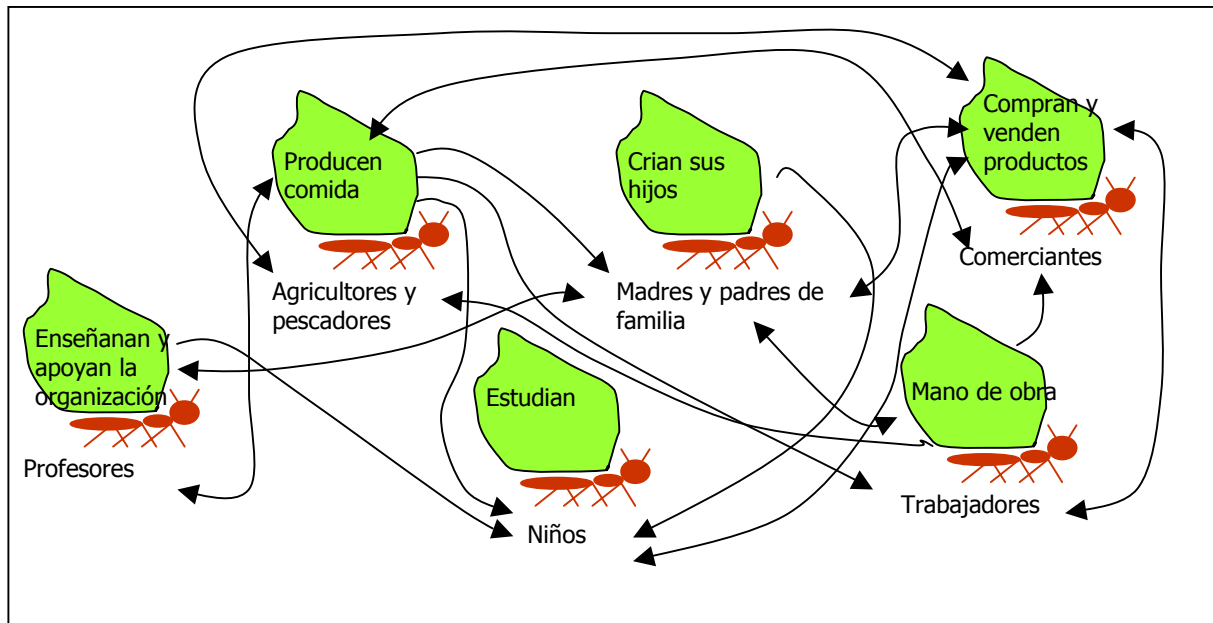 Compran y
venden
productos
Producen
comida
Crian sus
hijos
Comerciantes
Agricultores y
pescadores
Madres y padres de
familia
Enseñanan y
apoyan la
organización
Estudian
Mano de obra
Profesores
Trabajadores
Niños